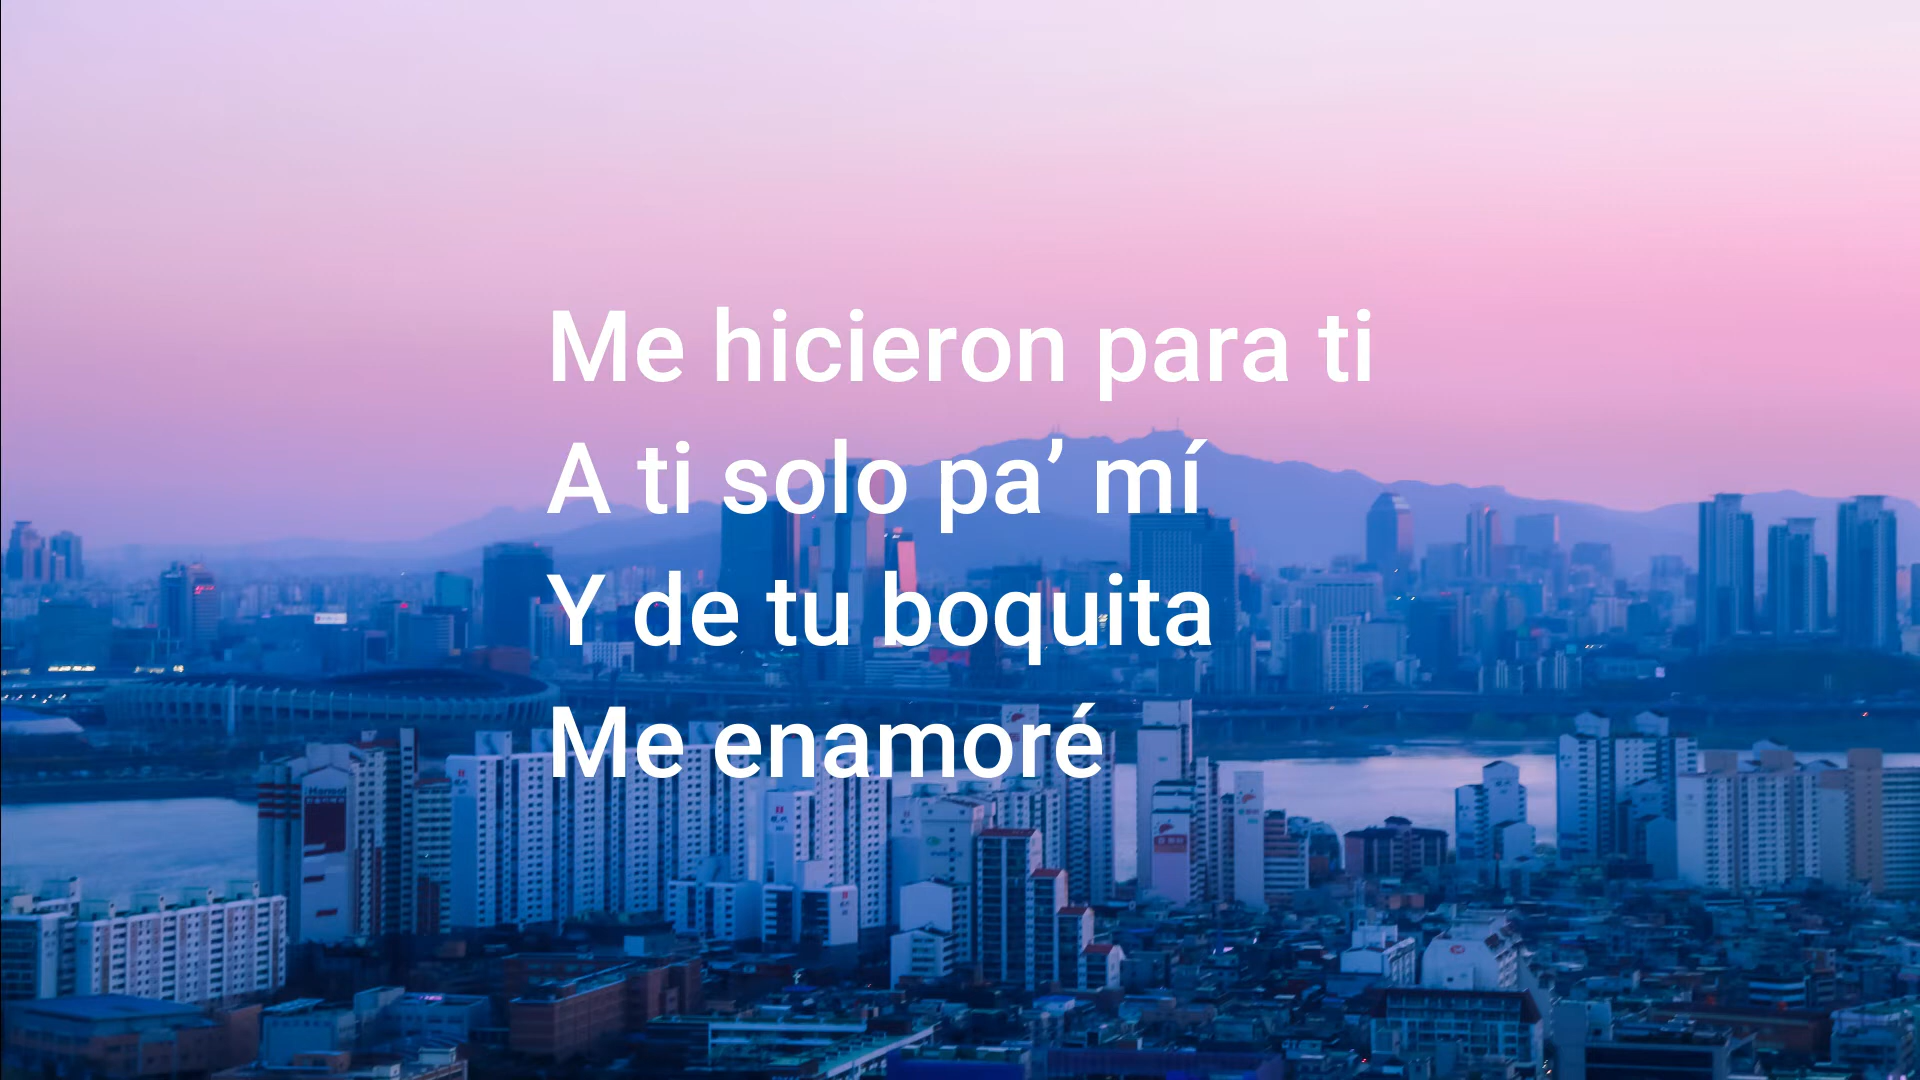 Me hicieron para ti
A ti solo pa’ mí
Y de tu boquita
Me enamoré